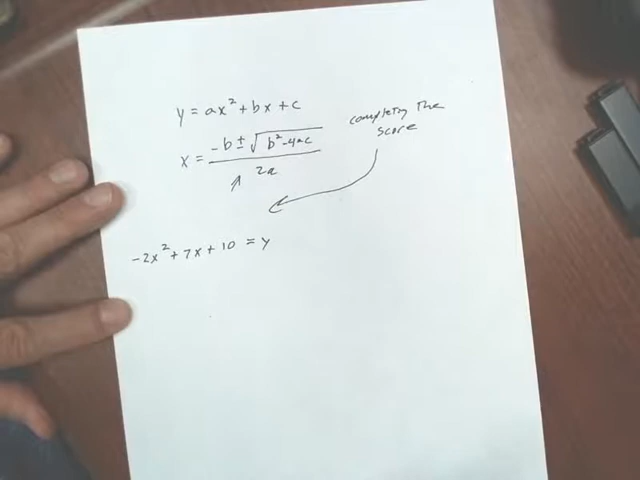 y = ax² + bx + c
x = -b ± √(b² - 4ac) / 2a
completing the
score
-2x² + 7x + 10 = y